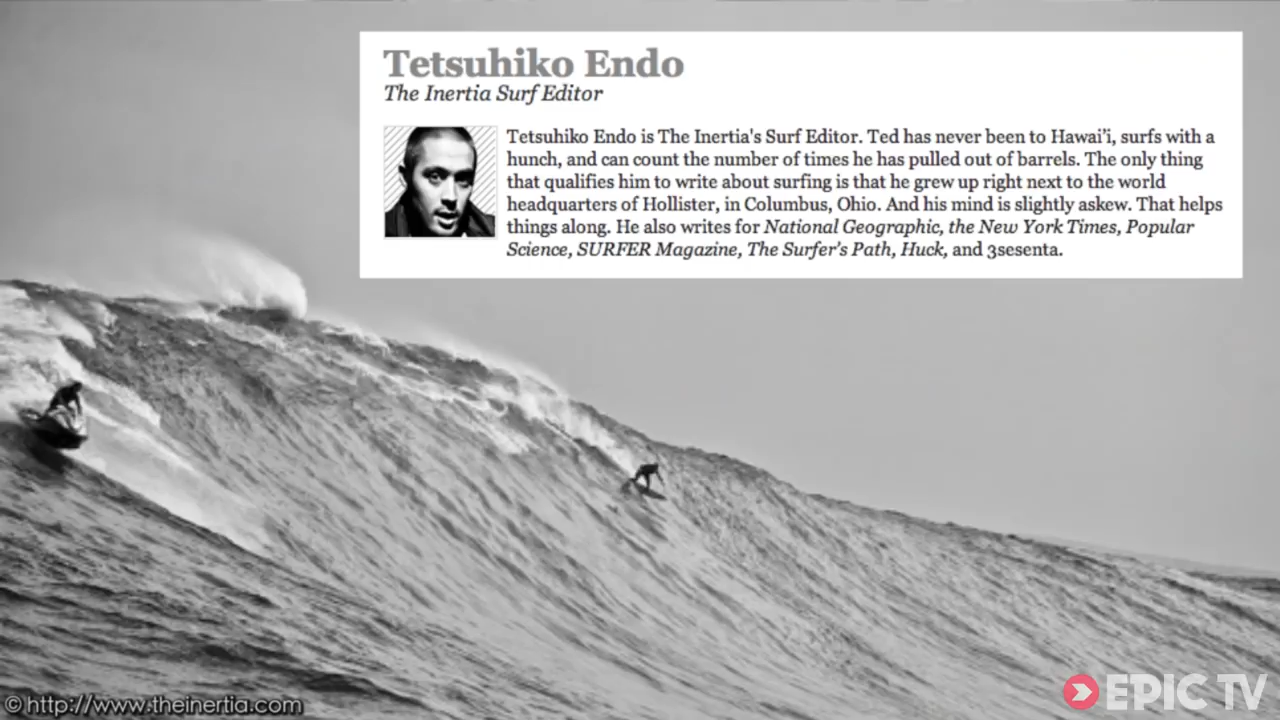 Tetsuhiko Endo
The Inertia Surf Editor
Tetsuhiko Endo is The Inertia's Surf Editor. Ted has never been to Hawai’i, surfs with a
hunch, and can count the number of times he has pulled out of barrels. The only thing
that qualifies him to write about surfing is that he grew up right next to the world
headquarters of Hollister, in Columbus, Ohio. And his mind is slightly askew. That helps
things along. He also writes for National Geographic, the New York Times, Popular
Science, SURFER Magazine, The Surfer's Path, Huck, and 3sesenta.
© http://www.theinertia.com
EPIC TV